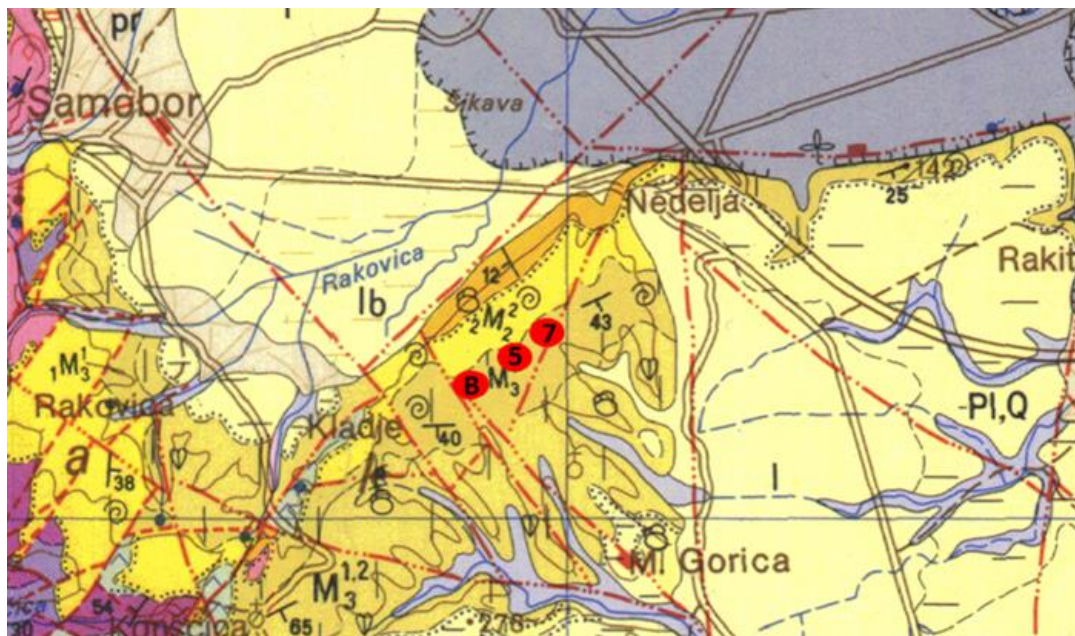 pr
Samobor
Šikava
Nedelja
142
25
Rakit
Rakovica
lb
12
₂M₂²
43
7
5
B
M₃
₁M₃¹
Rakovica
Kladje
40
Pl,Q
a
38
l
M. Gorica
M₃¹,²
54
65
30
276